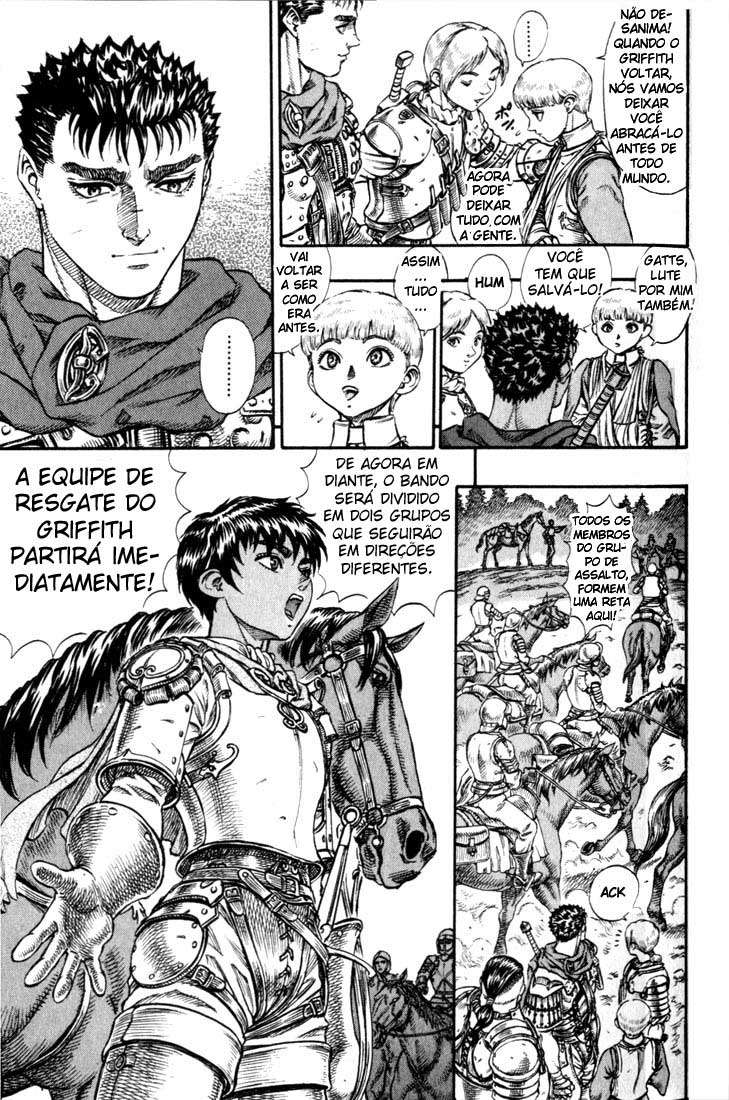 NÃO DE-
SANIMA!
QUANDO O
GRIFFITH
VOLTAR,
NÓS VAMOS
DEIXAR
VOCÊ
ABRACÁ-LO
ANTES DE
TODO
MUNDO.
......
AGORA
PODE
DEIXAR
TUDO COM
A GENTE.
........
GATTS,
LUTE
POR MIM
TAMBÉM.
VOCÊ
TEM QUE
SALVÁ-LO!
HUM
ASSIM
...
TUDO
...
VAI
VOLTAR
A SER
COMO
ERA
ANTES.
TODOS OS
MEMBROS
DO GRU-
PO DE
ASSALTO,
FORMEM
UMA RETA
AQUI!
ACK
DE AGORA EM
DIANTE, O BANDO
SERÁ DIVIDIDO
EM DOIS GRUPOS
QUE SEGUIRÃO
EM DIREÇÕES
DIFERENTES.
A EQUIPE DE
RESGATE DO
GRIFFITH
PARTIRÁ IME-
DIATAMENTE!